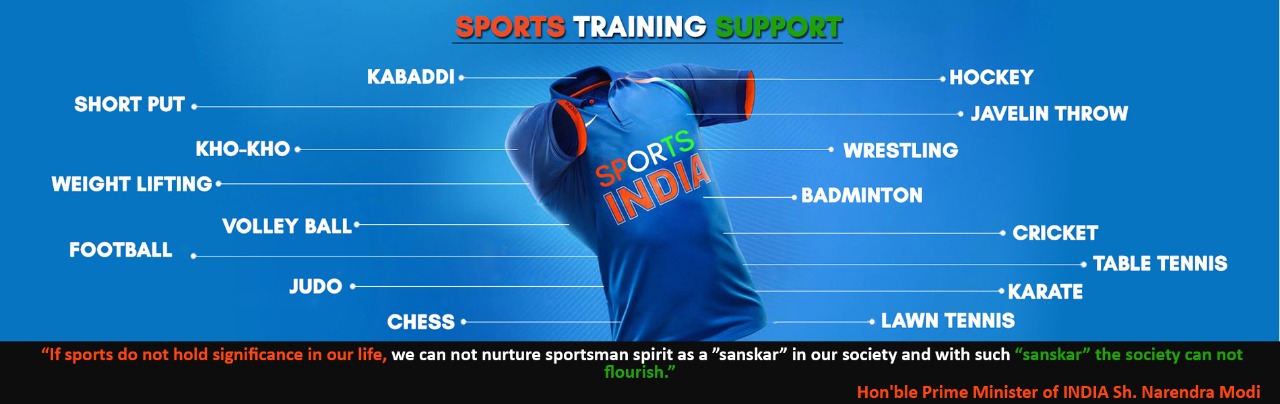 SPORTS TRAINING SUPPORT
KABADDI
HOCKEY
SHORT PUT
JAVELIN THROW
KHO-KHO
WRESTLING
WEIGHT LIFTING
BADMINTON
VOLLEY BALL
CRICKET
FOOTBALL
TABLE TENNIS
JUDO
KARATE
CHESS
LAWN TENNIS
SPORTS
INDIA
“If sports do not hold significance in our life, we can not nurture sportsman spirit as a ”sanskar” in our society and with such “sanskar” the society can not
flourish.”
Hon'ble Prime Minister of INDIA Sh. Narendra Modi